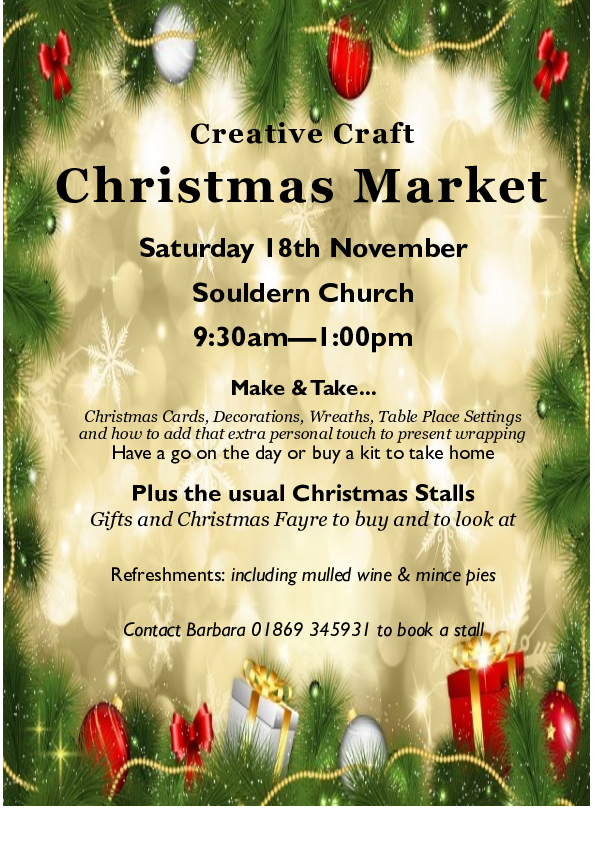 Creative Craft
Christmas Market
Saturday 18th November
Souldern Church
9:30am—1:00pm
Make & Take...
Christmas Cards, Decorations, Wreaths, Table Place Settings
and how to add that extra personal touch to present wrapping
Have a go on the day or buy a kit to take home
Plus the usual Christmas Stalls
Gifts and Christmas Fayre to buy and to look at
Refreshments: including mulled wine & mince pies
Contact Barbara 01869 345931 to book a stall